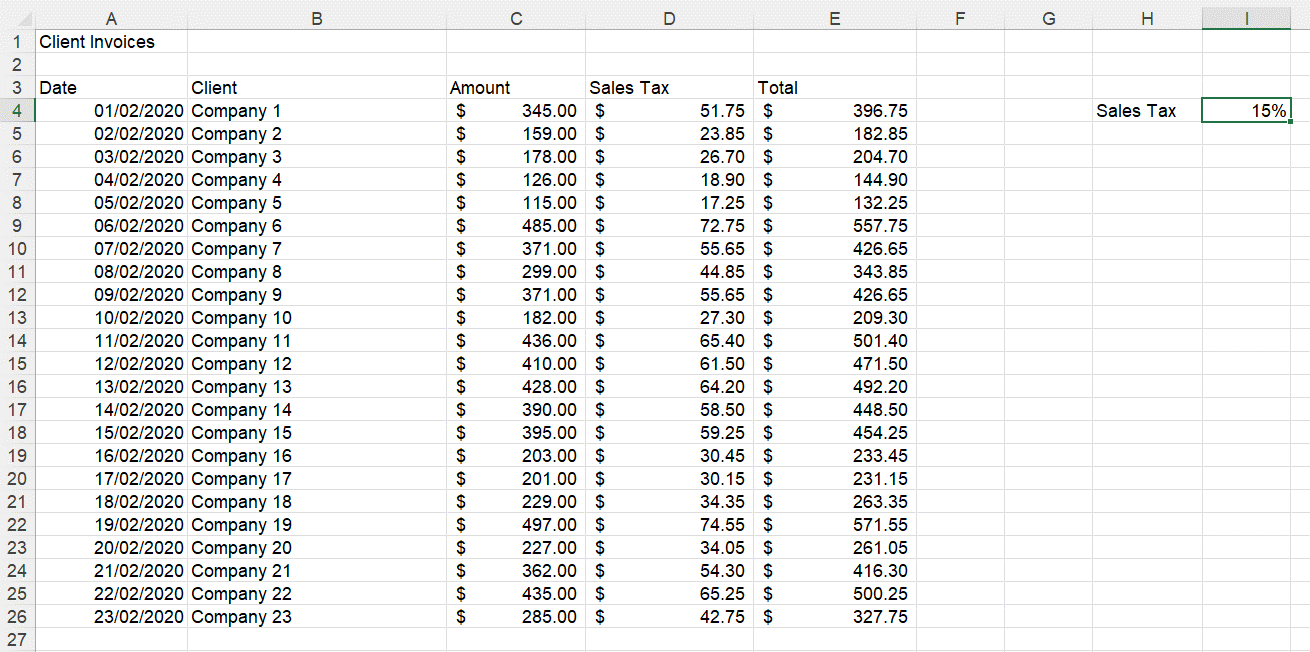 A B C D E F G H I
1 Client Invoices
2
3 Date Client Amount Sales Tax Total
4 01/02/2020 Company 1 $ 345.00 $ 51.75 $ 396.75 Sales Tax 15%
5 02/02/2020 Company 2 $ 159.00 $ 23.85 $ 182.85
6 03/02/2020 Company 3 $ 178.00 $ 26.70 $ 204.70
7 04/02/2020 Company 4 $ 126.00 $ 18.90 $ 144.90
8 05/02/2020 Company 5 $ 115.00 $ 17.25 $ 132.25
9 06/02/2020 Company 6 $ 485.00 $ 72.75 $ 557.75
10 07/02/2020 Company 7 $ 371.00 $ 55.65 $ 426.65
11 08/02/2020 Company 8 $ 299.00 $ 44.85 $ 343.85
12 09/02/2020 Company 9 $ 371.00 $ 55.65 $ 426.65
13 10/02/2020 Company 10 $ 182.00 $ 27.30 $ 209.30
14 11/02/2020 Company 11 $ 436.00 $ 65.40 $ 501.40
15 12/02/2020 Company 12 $ 410.00 $ 61.50 $ 471.50
16 13/02/2020 Company 13 $ 428.00 $ 64.20 $ 492.20
17 14/02/2020 Company 14 $ 390.00 $ 58.50 $ 448.50
18 15/02/2020 Company 15 $ 395.00 $ 59.25 $ 454.25
19 16/02/2020 Company 16 $ 203.00 $ 30.45 $ 233.45
20 17/02/2020 Company 17 $ 201.00 $ 30.15 $ 231.15
21 18/02/2020 Company 18 $ 229.00 $ 34.35 $ 263.35
22 19/02/2020 Company 19 $ 497.00 $ 74.55 $ 571.55
23 20/02/2020 Company 20 $ 227.00 $ 34.05 $ 261.05
24 21/02/2020 Company 21 $ 362.00 $ 54.30 $ 416.30
25 22/02/2020 Company 22 $ 435.00 $ 65.25 $ 500.25
26 23/02/2020 Company 23 $ 285.00 $ 42.75 $ 327.75
27